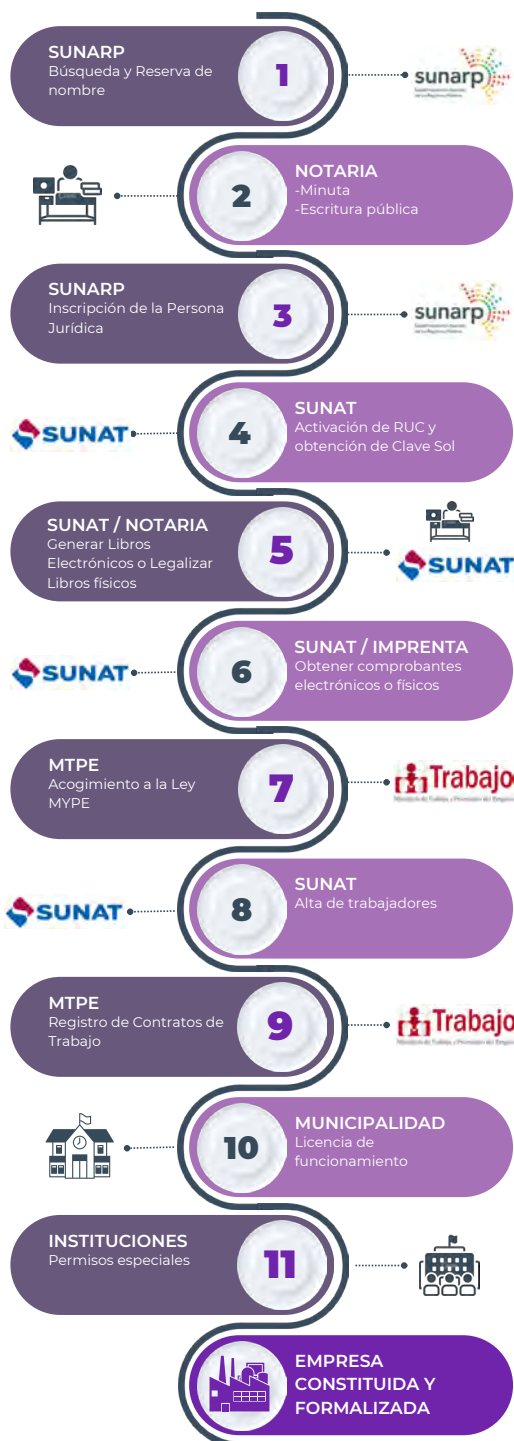 SUNARP
Búsqueda y Reserva de
nombre
1
sunarp
2
NOTARIA
-Minuta
-Escritura pública
SUNARP
Inscripción de la Persona
Jurídica
3
sunarp
SUNAT
4
SUNAT
Activación de RUC y
obtención de Clave Sol
SUNAT / NOTARIA
Generar Libros
Electrónicos o Legalizar
Libros físicos
5
SUNAT
SUNAT
6
SUNAT / IMPRENTA
Obtener comprobantes
electrónicos o físicos
MTPE
Acogimiento a la Ley
MYPE
7
Trabajo
SUNAT
8
SUNAT
Alta de trabajadores
MTPE
Registro de Contratos de
Trabajo
9
Trabajo
10
MUNICIPALIDAD
Licencia de
funcionamiento
INSTITUCIONES
Permisos especiales
11
EMPRESA
CONSTITUIDA Y
FORMALIZADA